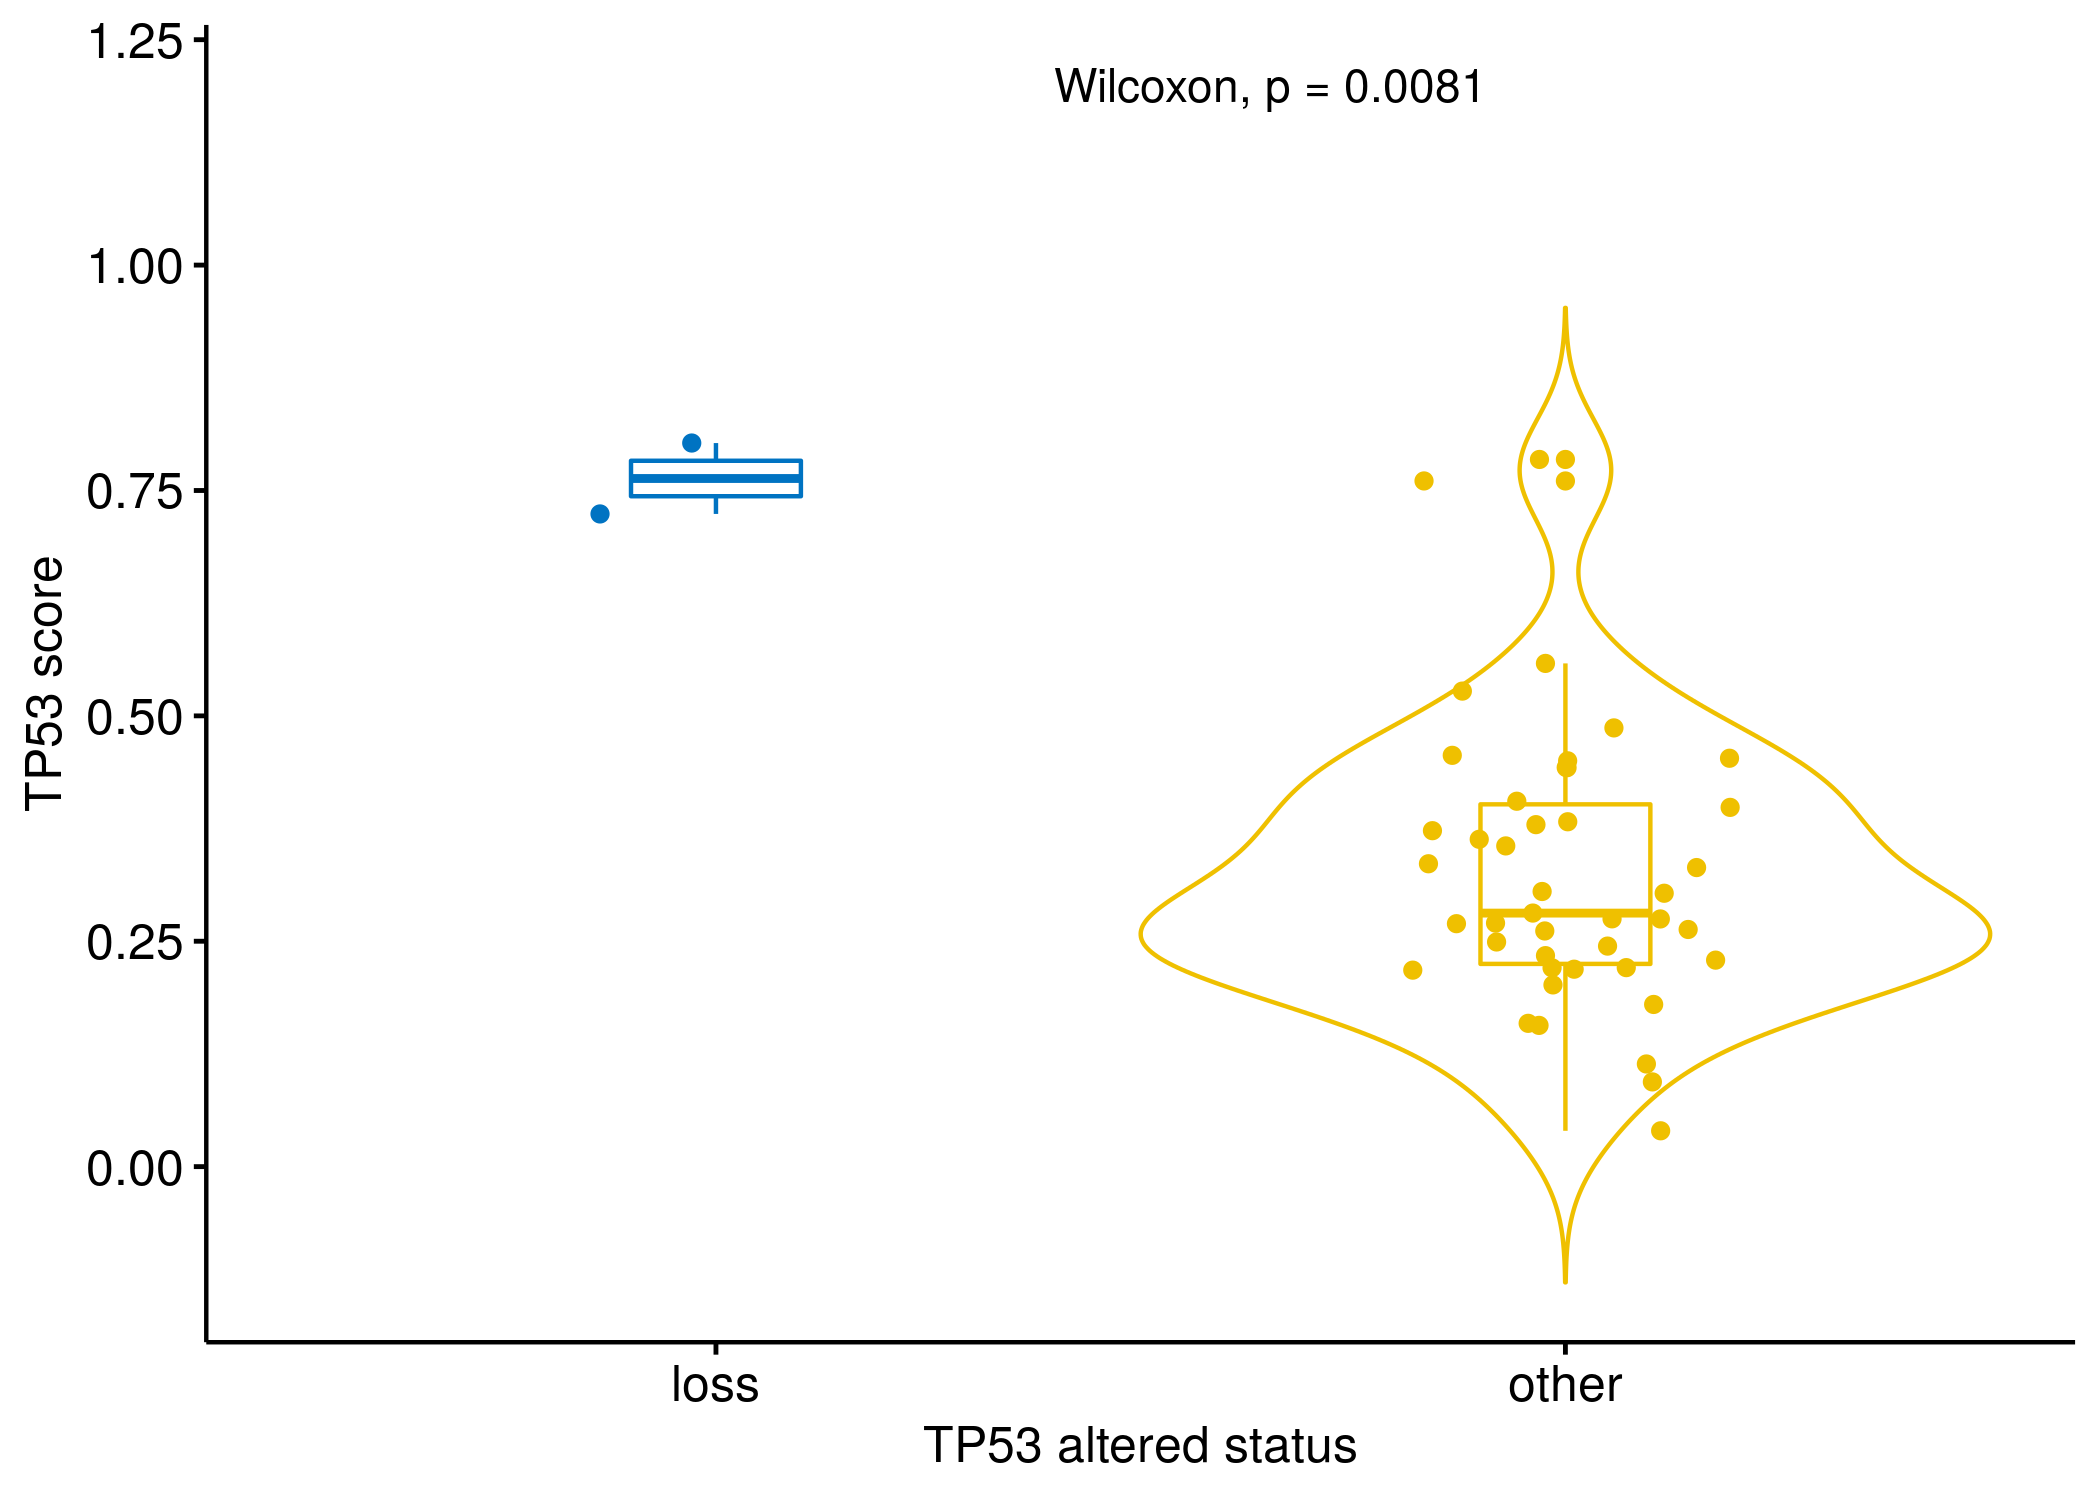 Wilcoxon, p = 0.0081
1.25
1.00
0.75
0.50
0.25
0.00
TP53 score
loss
other
TP53 altered status